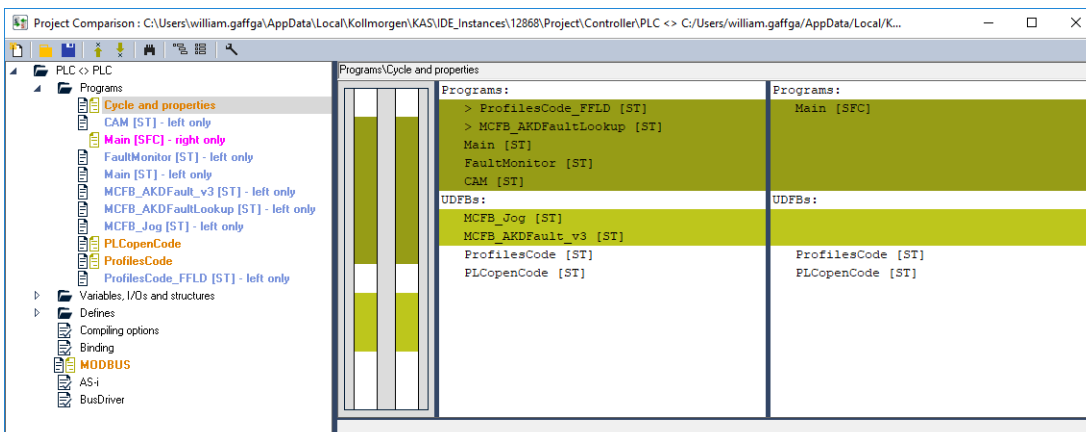 Project Comparison : C:\Users\william.gaffga\AppData\Local\Kollmorgen\KAS\IDE_Instances\12868\Project\Controller\PLC <> C:/Users/william.gaffga/AppData/Local/K...
PLC <> PLC
Programs
Cycle and properties
CAM [ST] - left only
Main [SFC] - right only
FaultMonitor [ST] - left only
Main [ST] - left only
MCFB_AKDFault_v3 [ST] - left only
MCFB_AKDFaultLookup [ST] - left only
MCFB_Jog [ST] - left only
PLCopenCode
ProfilesCode
ProfilesCode_FFLD [ST] - left only
Variables, I/Os and structures
Defines
Compiling options
Binding
MODBUS
AS-i
BusDriver
Programs\Cycle and properties
Programs:
> ProfilesCode_FFLD [ST]
> MCFB_AKDFaultLookup [ST]
Main [ST]
FaultMonitor [ST]
CAM [ST]
UDFBs:
MCFB_Jog [ST]
MCFB_AKDFault_v3 [ST]
ProfilesCode [ST]
PLCopenCode [ST]
Programs:
Main [SFC]
UDFBs:
ProfilesCode [ST]
PLCopenCode [ST]